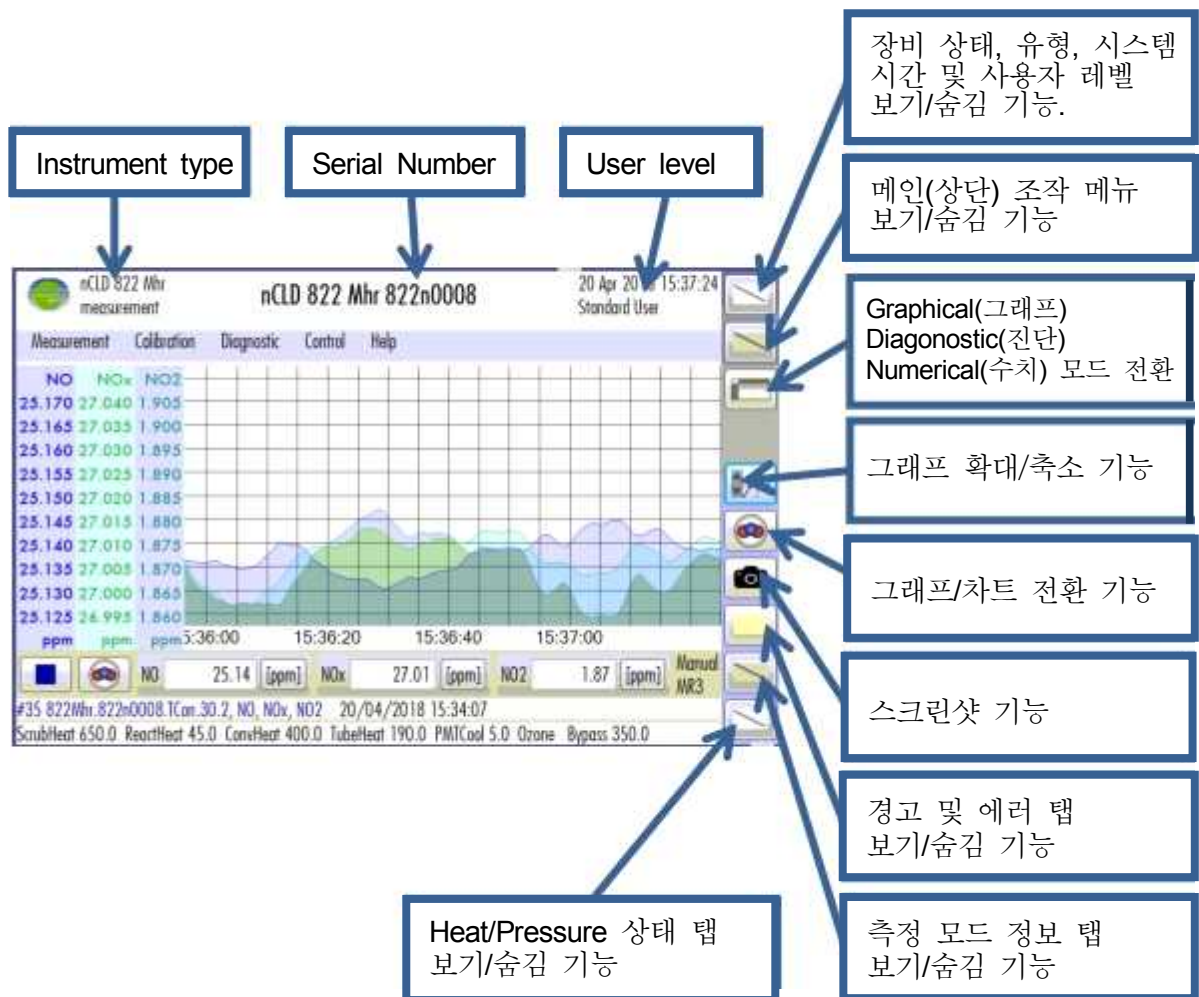 장비 상태, 유형, 시스템
시간 및 사용자 레벨
보기/숨김 기능.
Instrument type
Serial Number
User level
메인(상단) 조작 메뉴
보기/숨김 기능
nCLD 822 Mhr
measurement
nCLD 822 Mhr 822n0008
20 Apr 20 15:37:24
Standard User
Measurement Calibration Diagnostic Control Help
Graphical(그래프)
Diagonostic(진단)
Numerical(수치) 모드 전환
NO NOx NO2
25.170 27.040 1.905
25.165 27.035 1.900
25.160 27.030 1.895
25.155 27.025 1.890
25.150 27.020 1.885
25.145 27.015 1.880
25.140 27.010 1.875
25.135 27.005 1.870
25.130 27.000 1.865
25.125 26.995 1.860
ppm ppm ppm
5:36:00 15:36:20 15:36:40 15:37:00
그래프 확대/축소 기능
그래프/차트 전환 기능
NO 25.14 [ppm] NOx 27.01 [ppm] NO2 1.87 [ppm] Manual
MR3
#35 822Mhr.822n0008.TCon.30.2, NO, NOx, NO2 20/04/2018 15:34:07
ScrubHeat 650.0 ReactHeat 45.0 ConvHeat 400.0 TubeHeat 190.0 PMTCool 5.0 Ozone Bypass 350.0
스크린샷 기능
경고 및 에러 탭
보기/숨김 기능
Heat/Pressure 상태 탭
보기/숨김 기능
측정 모드 정보 탭
보기/숨김 기능